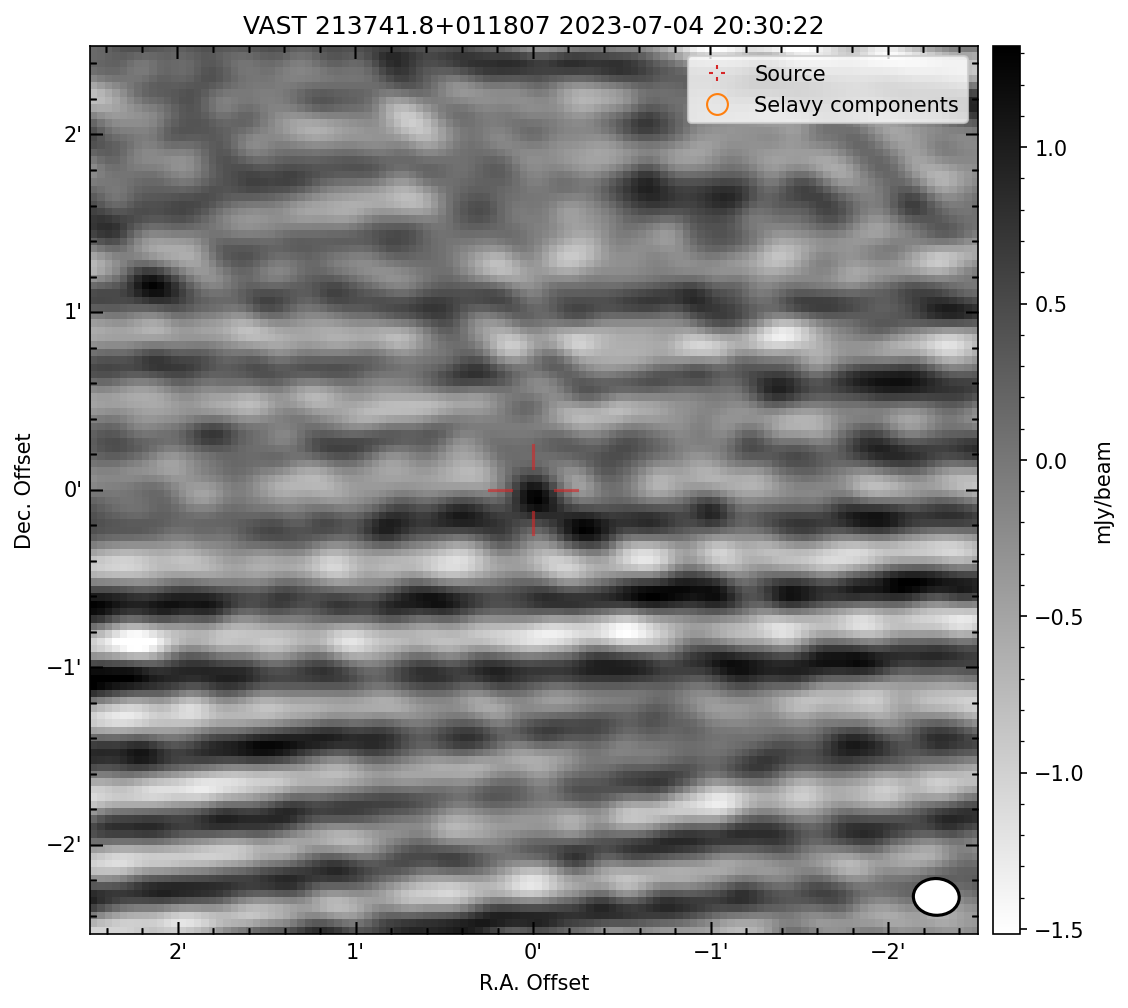 VAST 213741.8+011807 2023-07-04 20:30:22
Source
Selavy components
2'
1'
0'
−1'
−2'
Dec. Offset
2'
1'
0'
−1'
−2'
R.A. Offset
1.0
0.5
0.0
−0.5
−1.0
−1.5
mJy/beam